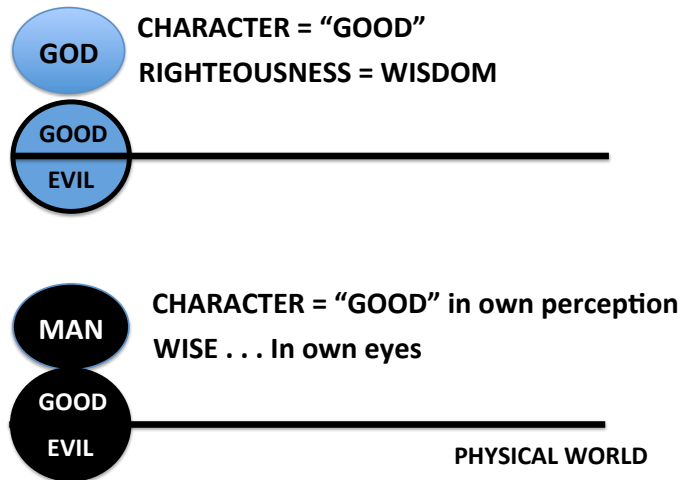 GOD
CHARACTER = “GOOD”
RIGHTEOUSNESS = WISDOM
GOOD
EVIL
MAN
CHARACTER = “GOOD” in own perception
WISE . . . In own eyes
GOOD
EVIL
PHYSICAL WORLD